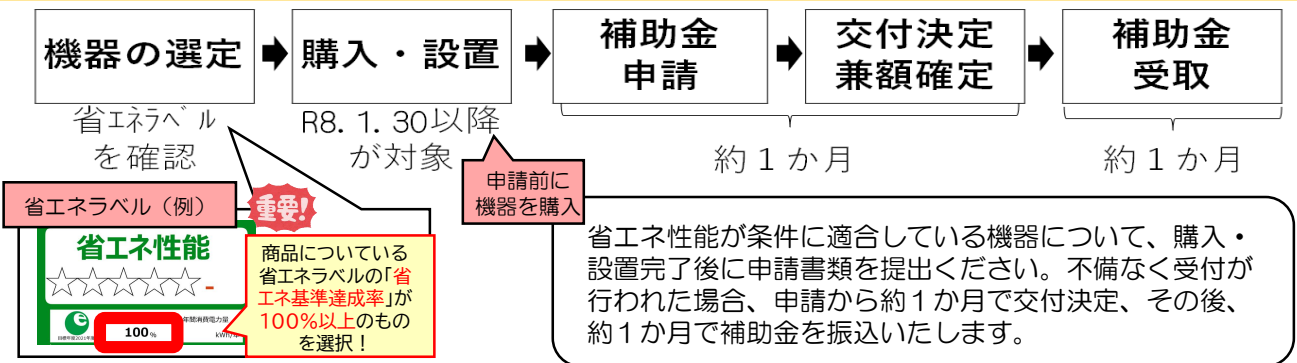 機器の選定
購入・設置
補助金
申請
交付決定
兼額確定
補助金
受取
省エネラベル
を確認
R8.1.30以降
が対象
約１か月
約１か月
申請前に
機器を購入
省エネラベル（例）
重要!
省エネ性能
100%
kWh/
商品についている
省エネラベルの「省
エネ基準達成率」が
100%以上のもの
を選択！
省エネ性能が条件に適合している機器について、購入・
設置完了後に申請書類を提出ください。不備なく受付が
行われた場合、申請から約１か月で交付決定、その後、
約１か月で補助金を振込いたします。